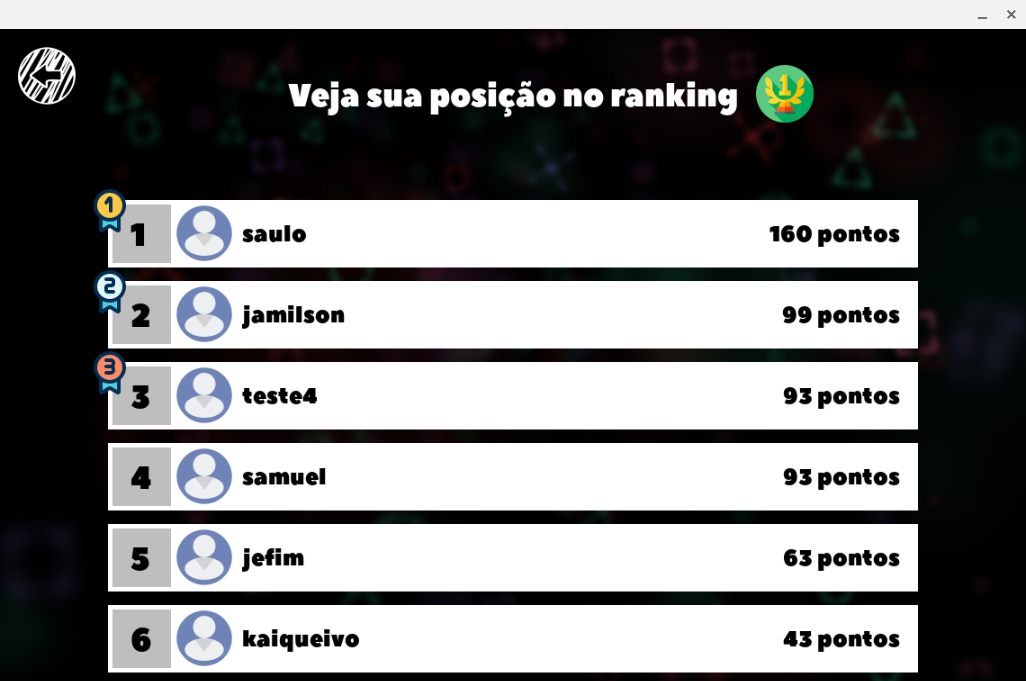 Veja sua posição no ranking 1
1 1 saulo 160 pontos
2 2 jamilson 99 pontos
3 3 teste4 93 pontos
4 samuel 93 pontos
5 jefim 63 pontos
6 kaiqueivo 43 pontos